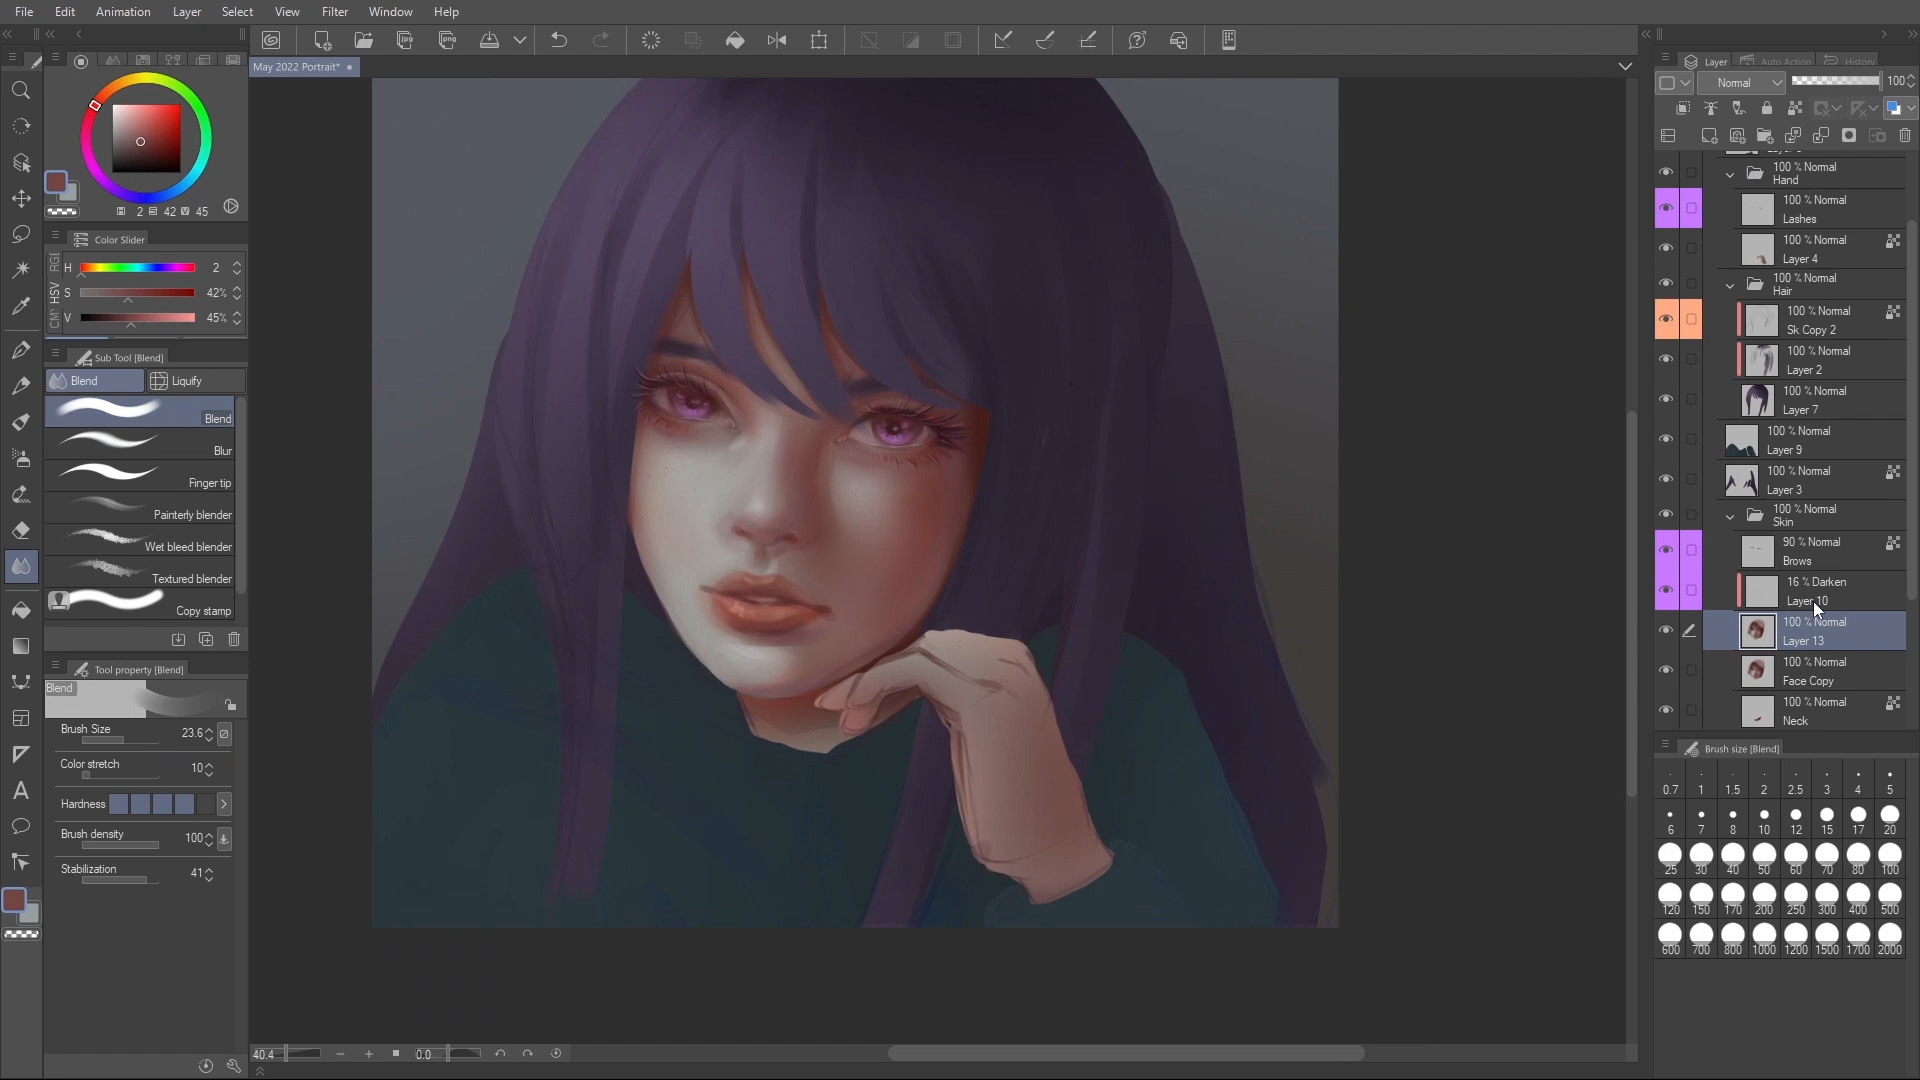 File Edit Animation Layer Select View Filter Window Help
May 2022 Portrait*
2 42 45
Color Slider
RGB
HSV
H 2
S 42%
V 45%
Sub Tool [Blend]
Blend Liquify
Blend
Blur
Finger tip
Painterly blender
Wet bleed blender
Textured blender
Copy stamp
Tool property [Blend]
Blend
Brush Size 23.6
Color stretch 10
Hardness
Brush density 100
Stabilization 41
40.4 0.0
Layer Auto Action History
Normal 100
100 % Normal
Hand
100 % Normal
Lashes
100 % Normal
Layer 4
100 % Normal
Hair
100 % Normal
Sk Copy 2
100 % Normal
Layer 2
100 % Normal
Layer 7
100 % Normal
Layer 9
100 % Normal
Layer 3
100 % Normal
Skin
90 % Normal
Brows
16 % Darken
Layer 10
100 % Normal
Layer 13
100 % Normal
Face Copy
100 % Normal
Neck
Brush size [Blend]
0.7 1 1.5 2 2.5 3 4 5
6 7 8 10 12 15 17 20
25 30 40 50 60 70 80 100
120 150 170 200 250 300 400 500
600 700 800 1000 1200 1500 1700 2000